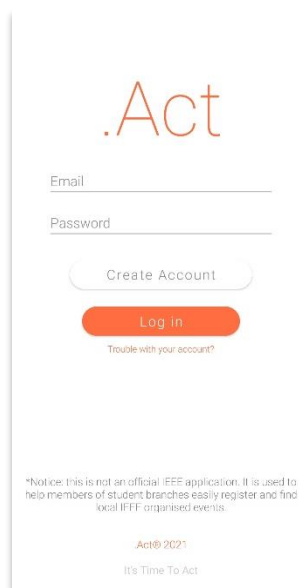 .Act
Email
Password
Create Account
Log in
Trouble with your account?
*Notice: this is not an official IEEE application. It is used to
help members of student branches easily register and find
local IEEE organised events.
.Act® 2021
It's Time To Act